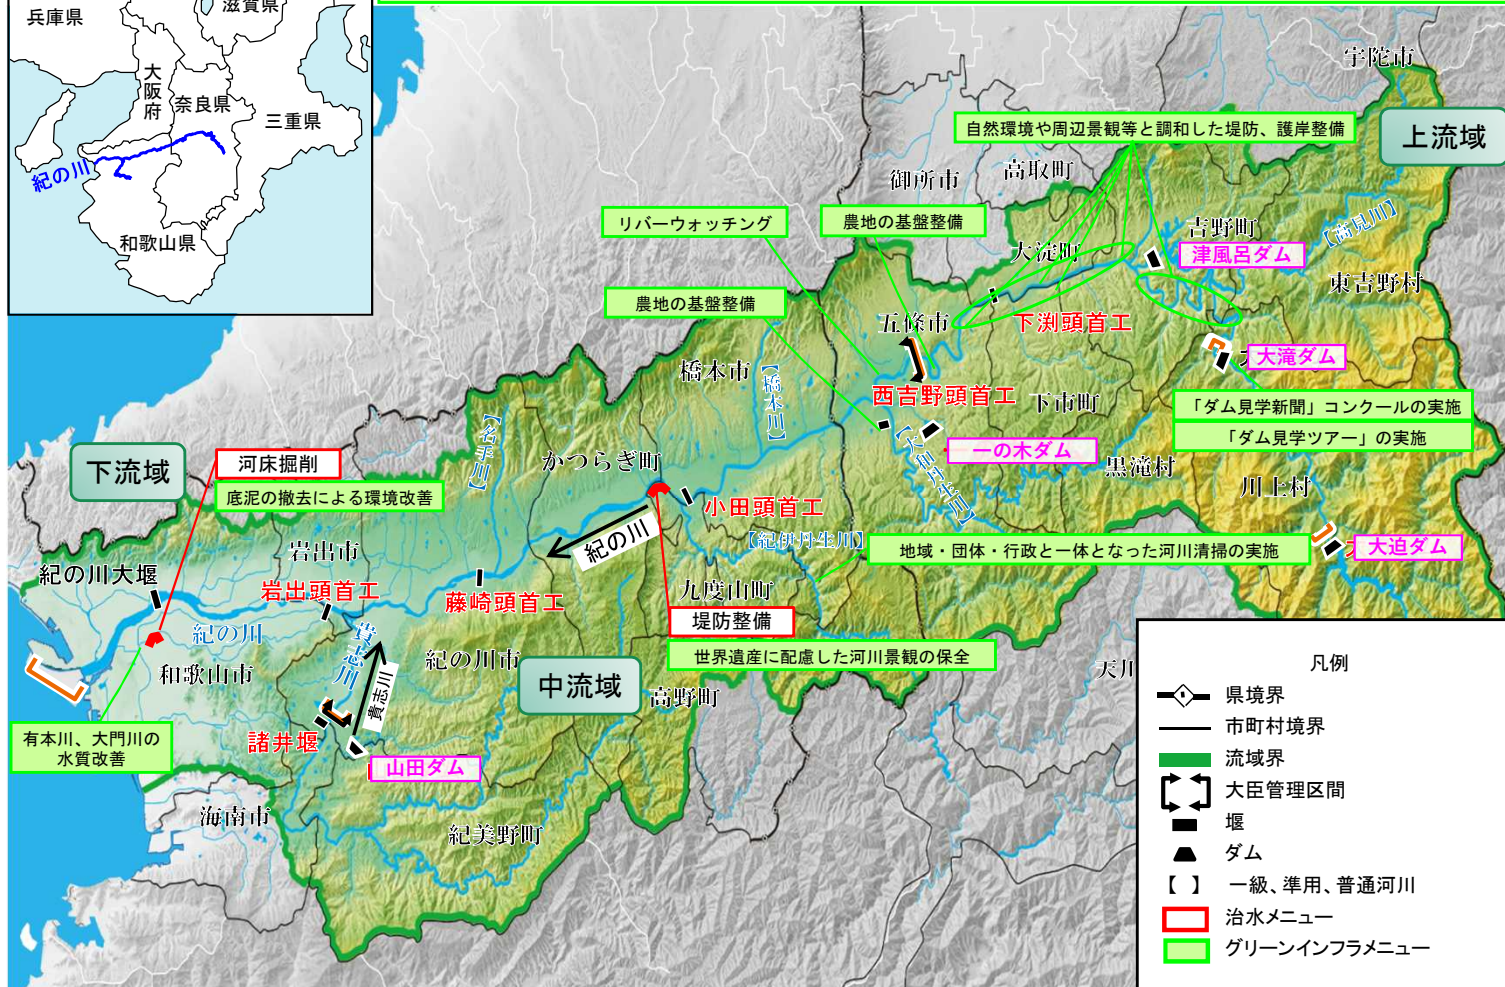 兵庫県
滋賀県
大阪府
奈良県
三重県
紀の川
和歌山県
宇陀市
上流域
自然環境や周辺景観等と調和した堤防、護岸整備
高取町
御所市
リバーウォッチング
農地の基盤整備
吉野町
【高見川】
大淀町
津風呂ダム
東吉野村
農地の基盤整備
五條市
下渕頭首工
大滝ダム
橋本市
【橋本川】
西吉野頭首工
下市町
「ダム見学新聞」コンクールの実施
「ダム見学ツアー」の実施
【名手川】
【大和丹生川】
一の木ダム
黒滝村
川上村
下流域
河床掘削
底泥の撤去による環境改善
かつらぎ町
小田頭首工
紀の川
【紀伊丹生川】
地域・団体・行政と一体となった河川清掃の実施
大迫ダム
岩出市
紀の川大堰
岩出頭首工
藤崎頭首工
九度山町
堤防整備
世界遺産に配慮した河川景観の保全
紀の川
貴志川
紀の川市
和歌山市
中流域
高野町
天川
貴志川
有本川、大門川の
水質改善
諸井堰
山田ダム
海南市
紀美野町
凡例
県境界
市町村境界
流域界
大臣管理区間
堰
ダム
【 】 一級、準用、普通河川
治水メニュー
グリーンインフラメニュー